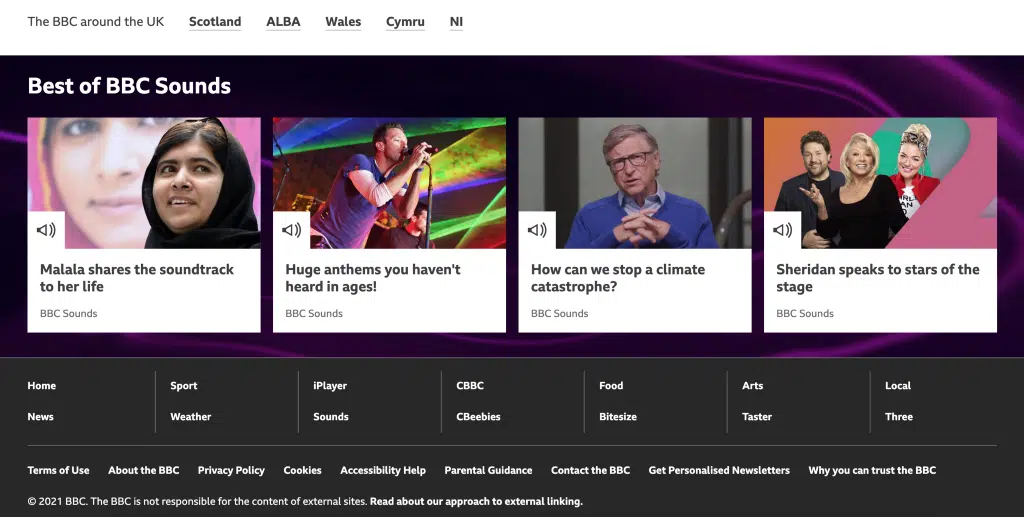 The BBC around the UK Scotland ALBA Wales Cymru NI
Best of BBC Sounds
Malala shares the soundtrack
to her life
BBC Sounds
Huge anthems you haven't
heard in ages!
BBC Sounds
How can we stop a climate
catastrophe?
BBC Sounds
Sheridan speaks to stars of the
stage
BBC Sounds
Home Sport iPlayer CBBC Food Arts Local
News Weather Sounds CBeebies Bitesize Taster Three
Terms of Use About the BBC Privacy Policy Cookies Accessibility Help Parental Guidance Contact the BBC Get Personalised Newsletters Why you can trust the BBC
© 2021 BBC. The BBC is not responsible for the content of external sites. Read about our approach to external linking.